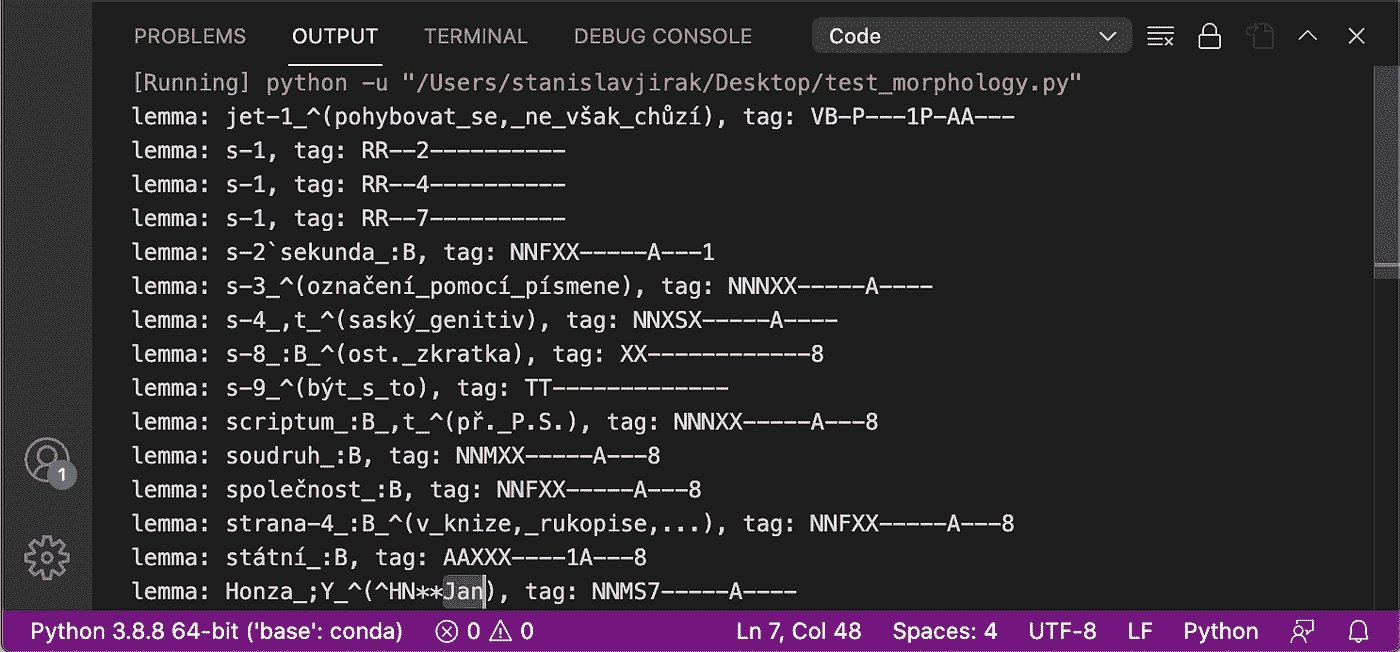 PROBLEMS OUTPUT TERMINAL DEBUG CONSOLE Code
[Running] python -u "/Users/stanislavjirak/Desktop/test_morphology.py"
lemma: jet-1_^(pohybovat_se,_ne_však_chůzí), tag: VB-P---1P-AA---
lemma: s-1, tag: RR--2----------
lemma: s-1, tag: RR--4----------
lemma: s-1, tag: RR--7----------
lemma: s-2`sekunda_:B, tag: NNFXX-----A---1
lemma: s-3_^(označení_pomocí_písmene), tag: NNNXX-----A----
lemma: s-4_,t_^(saský_genitiv), tag: NNXSX-----A----
lemma: s-8_:B_^(ost._zkratka), tag: XX------------8
lemma: s-9_^(být_s_to), tag: TT-------------
lemma: scriptum_:B_,t_^(př._P.S.), tag: NNNXX-----A---8
lemma: soudruh_:B, tag: NNMXX-----A---8
lemma: společnost_:B, tag: NNFXX-----A---8
lemma: strana-4_:B_^(v_knize,_rukopise,...), tag: NNFXX-----A---8
lemma: státní_:B, tag: AAXXX----1A---8
lemma: Honza_;Y_^(^HN**Jan), tag: NNMS7-----A----
1
Python 3.8.8 64-bit ('base': conda) 0 0 Ln 7, Col 48 Spaces: 4 UTF-8 LF Python